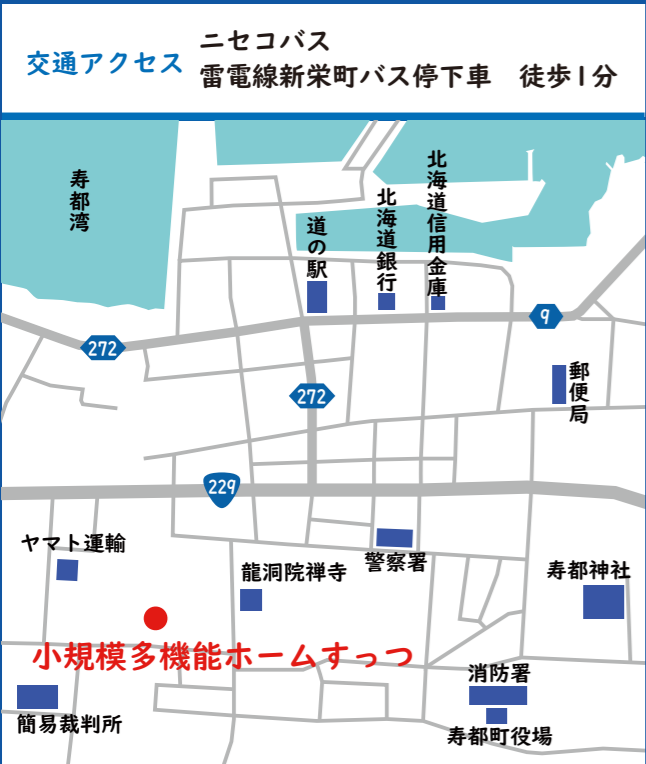 交通アクセス
ニセコバス
雷電線新栄町バス停下車　徒歩1分
寿都湾
道の駅
北海道銀行
北海道信用金庫
9
272
272
郵便局
229
ヤマト運輸
龍洞院禅寺
警察署
寿都神社
小規模多機能ホームすっつ
消防署
簡易裁判所
寿都町役場